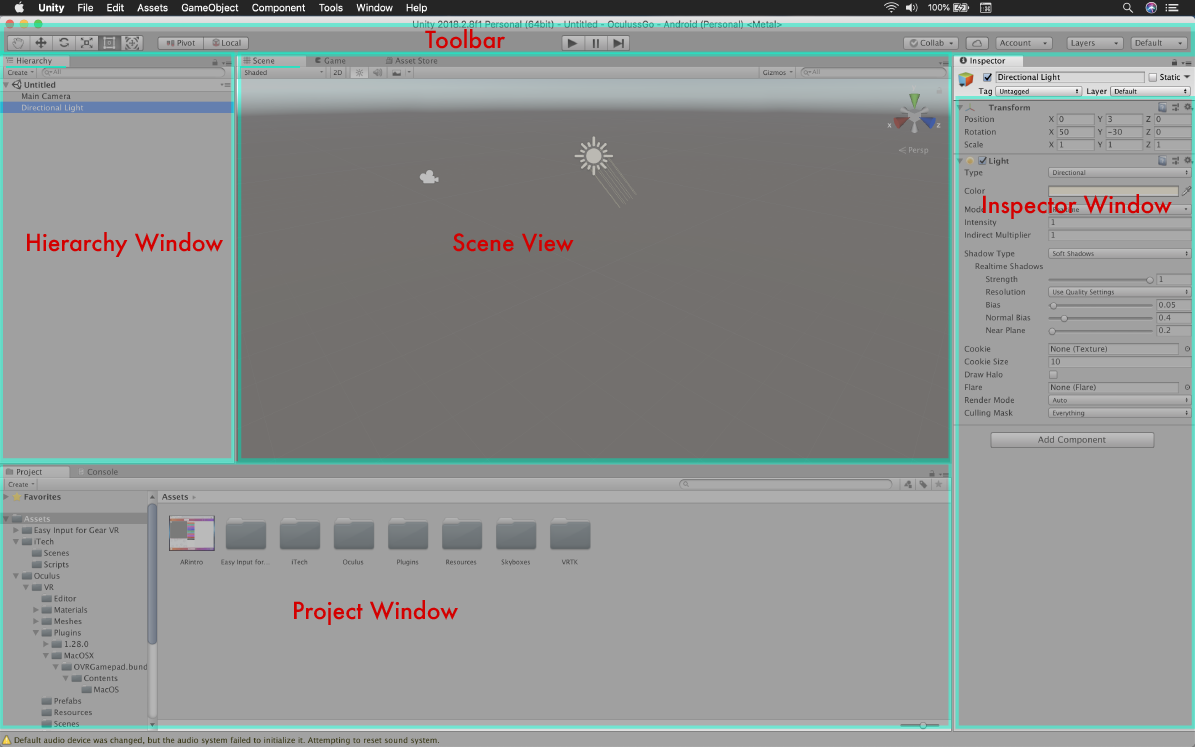 Unity File Edit Assets GameObject Component Tools Window Help 100%
Unity 2018.2.8f1 Personal (64bit) - Untitled - OculussGo - Android (Personal) <Metal>
Pivot Local Toolbar Collab Account Layers Default
Hierarchy
Create All
Untitled
Main Camera
Directional Light
Hierarchy Window
Scene Game Asset Store
Shaded 2D Gizmos All
Y
X Z
Persp
Scene View
Inspector
Directional Light Static
Tag Untagged Layer Default
Transform
Position X 0 Y 3 Z 0
Rotation X 50 Y -30 Z 0
Scale X 1 Y 1 Z 1
Light
Type Directional
Color
Inspector Window
Intensity 1
Indirect Multiplier 1
Shadow Type Soft Shadows
Realtime Shadows
Strength 1
Resolution Use Quality Settings
Bias 0.05
Normal Bias 0.4
Near Plane 0.2
Cookie None (Texture)
Cookie Size 10
Draw Halo
Flare None (Flare)
Render Mode Auto
Culling Mask Everything
Add Component
Project Console
Create
Favorites
Assets
Easy Input for Gear VR
iTech
Scenes
Scripts
Oculus
VR
Editor
Materials
Meshes
Plugins
1.28.0
MacOSX
OVRGamepad.bund
Contents
MacOS
Prefabs
Resources
Scenes
Assets
ARintro Easy Input for... iTech Oculus Plugins Resources Skyboxes VRTK
Project Window
Default audio device was changed, but the audio system failed to initialize it. Attempting to reset sound system.